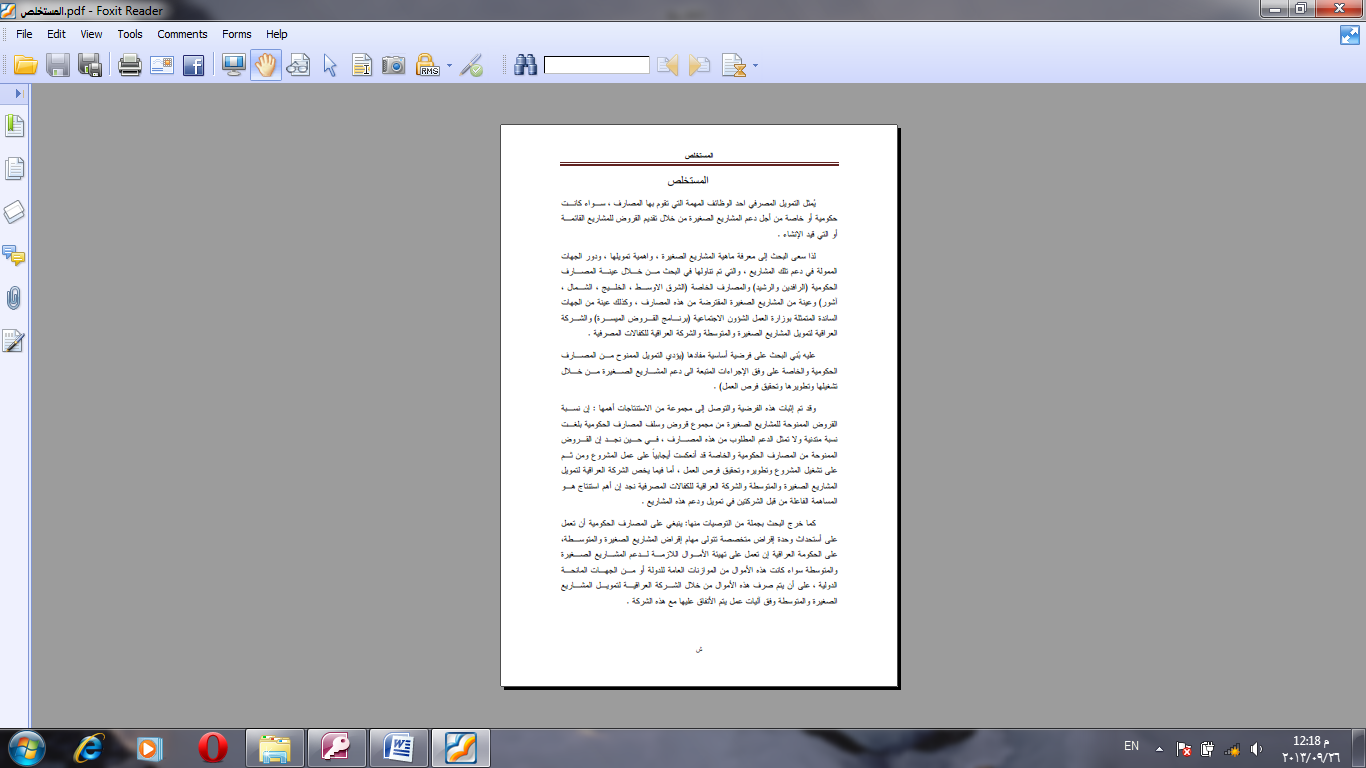 المستخلص.pdf - Foxit Reader
File Edit View Tools Comments Forms Help
RMS
المستخلص
المستخلص
يُمثل التمويل المصرفي احد الوظائف المهمة التي تقوم بها المصارف ، سواء كانت
حكومية أو خاصة من أجل دعم المشاريع الصغيرة من خلال تقديم القروض للمشاريع القائمة
أو التي قيد الإنشاء .
لذا سعى البحث إلى معرفة ماهية المشاريع الصغيرة ، واهمية تمويلها ، ودور الجهات
الممولة في دعم تلك المشاريع ، والتي تم تناولها في البحث من خلال عينة المصارف
الحكومية (الرافدين والرشيد) والمصارف الخاصة (الشرق الاوسط ، الخليج ، الشمال ،
أشور) وعينة من المشاريع الصغيرة المقترضة من هذه المصارف ، وكذلك عينة من الجهات
الساندة المتمثلة بوزارة العمل الشؤون الاجتماعية (برنامج القروض الميسرة) والشركة
العراقية لتمويل المشاريع الصغيرة والمتوسطة والشركة العراقية للكفالات المصرفية .
عليه بُني البحث على فرضية أساسية مفادها (يؤدي التمويل الممنوح من المصارف
الحكومية والخاصة على وفق الإجراءات المتبعة الى دعم المشاريع الصغيرة من خلال
تشغيلها وتطويرها وتحقيق فرص العمل) .
وقد تم إثبات هذه الفرضية والتوصل إلى مجموعة من الاستنتاجات أهمها : إن نسبة
القروض الممنوحة للمشاريع الصغيرة من مجموع قروض وسلف المصارف الحكومية بلغت
نسبة متدنية ولا تمثل الدعم المطلوب من هذه المصارف ، في حين نجد إن القروض
الممنوحة من المصارف الحكومية والخاصة قد أنعكست أيجابياً على عمل المشروع ومن ثم
على تشغيل المشروع وتطويره وتحقيق فرص العمل ، أما فيما يخص الشركة العراقية لتمويل
المشاريع الصغيرة والمتوسطة والشركة العراقية للكفالات المصرفية نجد إن أهم استنتاج هو
المساهمة الفاعلة من قبل الشركتين في تمويل ودعم هذه المشاريع .
كما خرج البحث بجملة من التوصيات منها: ينبغي على المصارف الحكومية أن تعمل
على أستحداث وحدة إقراض متخصصة تتولى مهام إقراض المشاريع الصغيرة والمتوسطة،
على الحكومة العراقية إن تعمل على تهيئة الأموال اللازمة لدعم المشاريع الصغيرة
والمتوسطة سواء كانت هذه الأموال من الموازنات العامة للدولة أو من الجهات المانحة
الدولية ، على أن يتم صرف هذه الأموال من خلال الشركة العراقية لتمويل المشاريع
الصغيرة والمتوسطة وفق أليات عمل يتم الأتفاق عليها مع هذه الشركة .
ش
EN
12:18 م
٢٠١٣/٠٩/٢٦